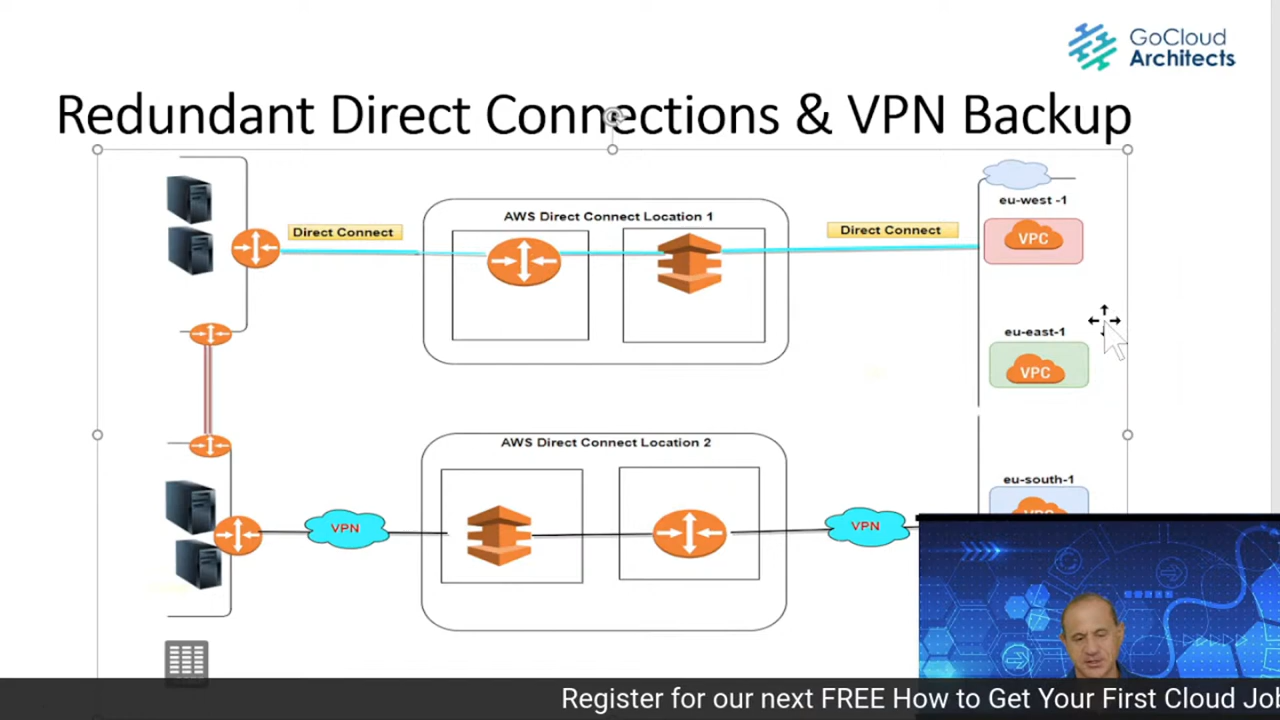 GoCloud
Architects
Redundant Direct Connections & VPN Backup
AWS Direct Connect Location 1
eu-west -1
Direct Connect
Direct Connect
VPC
eu-east-1
VPC
AWS Direct Connect Location 2
eu-south-1
VPC
VPN
VPN
Register for our next FREE How to Get Your First Cloud Job